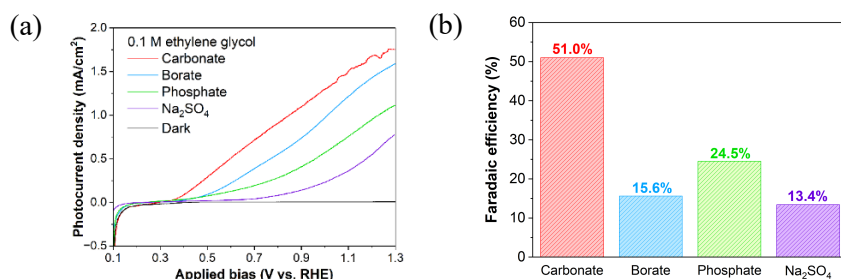 (a)
Photocurrent density (mA/cm²)
2.0
1.5
1.0
0.5
0.0
-0.5
0.1 M ethylene glycol
Carbonate
Borate
Phosphate
Na₂SO₄
Dark
0.1 0.3 0.5 0.7 0.9 1.1 1.3
Applied bias (V vs. RHE)
(b)
Faradaic efficiency (%)
60
50
40
30
20
10
0
51.0%
15.6%
24.5%
13.4%
Carbonate Borate Phosphate Na₂SO₄